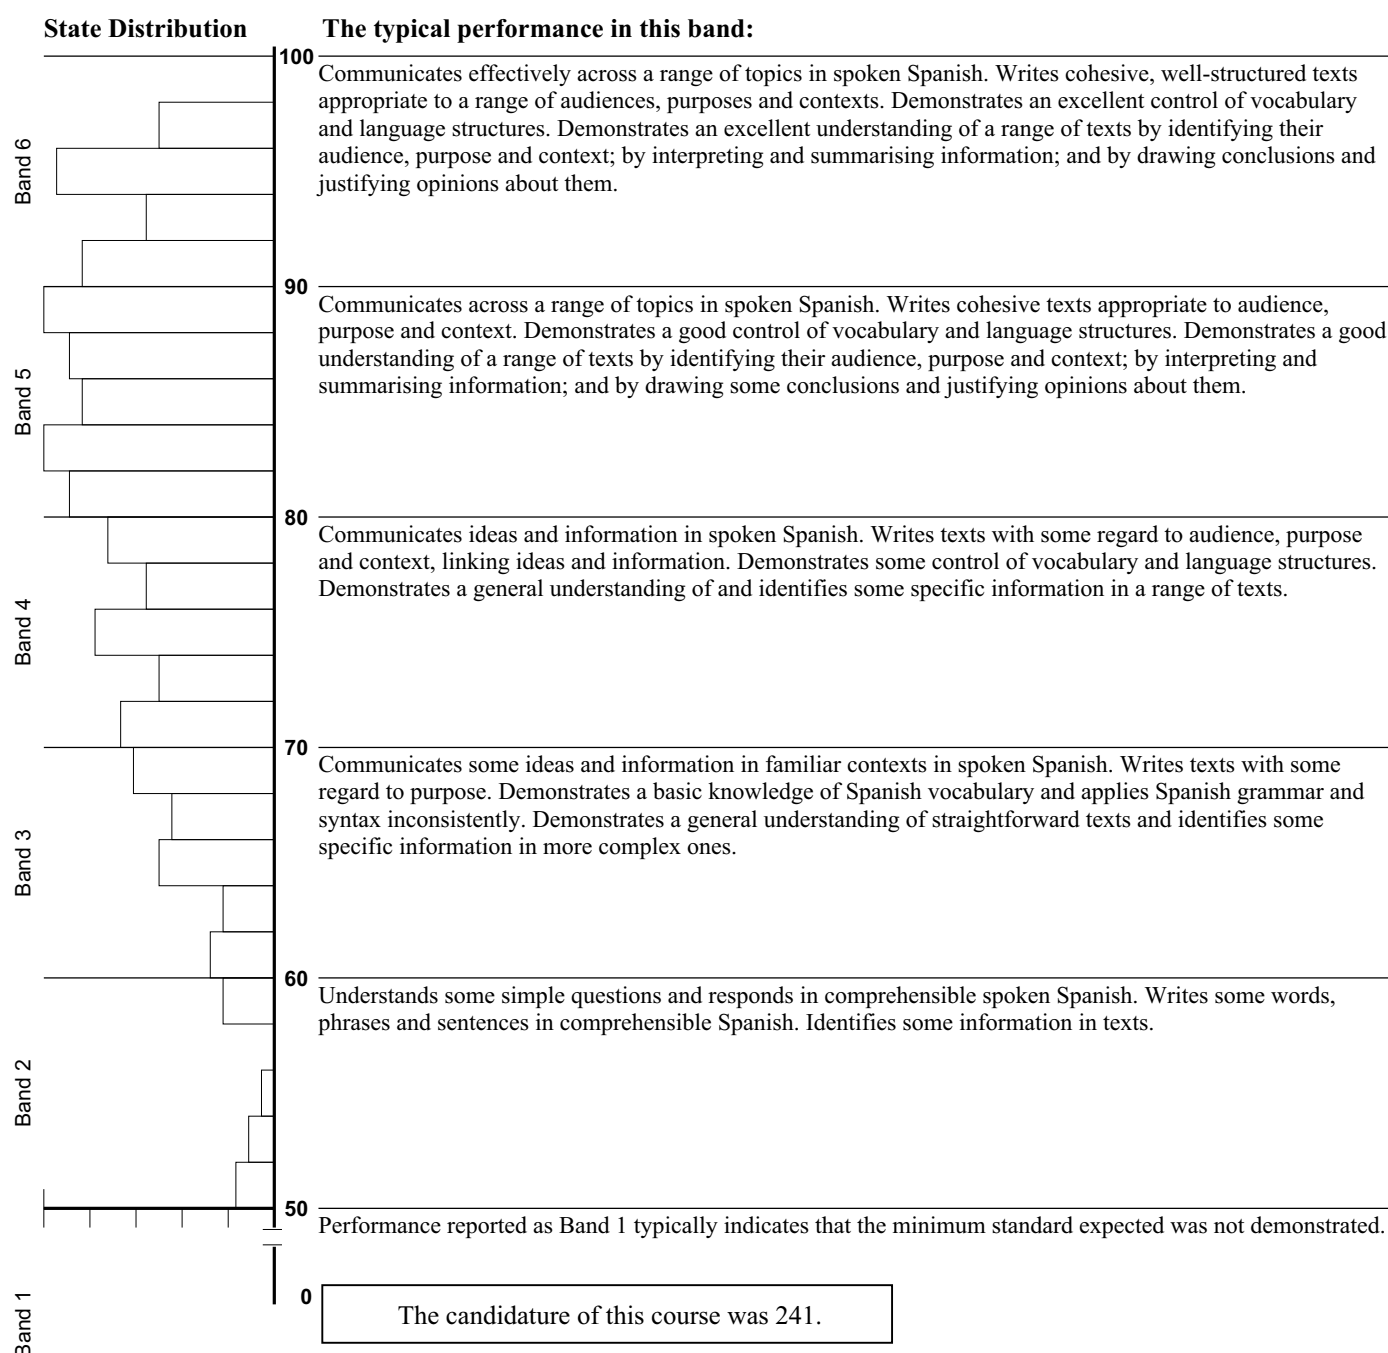 State Distribution
The typical performance in this band:
100
Communicates effectively across a range of topics in spoken Spanish. Writes cohesive, well-structured texts
appropriate to a range of audiences, purposes and contexts. Demonstrates an excellent control of vocabulary
and language structures. Demonstrates an excellent understanding of a range of texts by identifying their
audience, purpose and context; by interpreting and summarising information; and by drawing conclusions and
justifying opinions about them.
Band 6
90
Communicates across a range of topics in spoken Spanish. Writes cohesive texts appropriate to audience,
purpose and context. Demonstrates a good control of vocabulary and language structures. Demonstrates a good
understanding of a range of texts by identifying their audience, purpose and context; by interpreting and
summarising information; and by drawing some conclusions and justifying opinions about them.
Band 5
80
Communicates ideas and information in spoken Spanish. Writes texts with some regard to audience, purpose
and context, linking ideas and information. Demonstrates some control of vocabulary and language structures.
Demonstrates a general understanding of and identifies some specific information in a range of texts.
Band 4
70
Communicates some ideas and information in familiar contexts in spoken Spanish. Writes texts with some
regard to purpose. Demonstrates a basic knowledge of Spanish vocabulary and applies Spanish grammar and
syntax inconsistently. Demonstrates a general understanding of straightforward texts and identifies some
specific information in more complex ones.
Band 3
60
Understands some simple questions and responds in comprehensible spoken Spanish. Writes some words,
phrases and sentences in comprehensible Spanish. Identifies some information in texts.
Band 2
50
Performance reported as Band 1 typically indicates that the minimum standard expected was not demonstrated.
0
The candidature of this course was 241.
Band 1